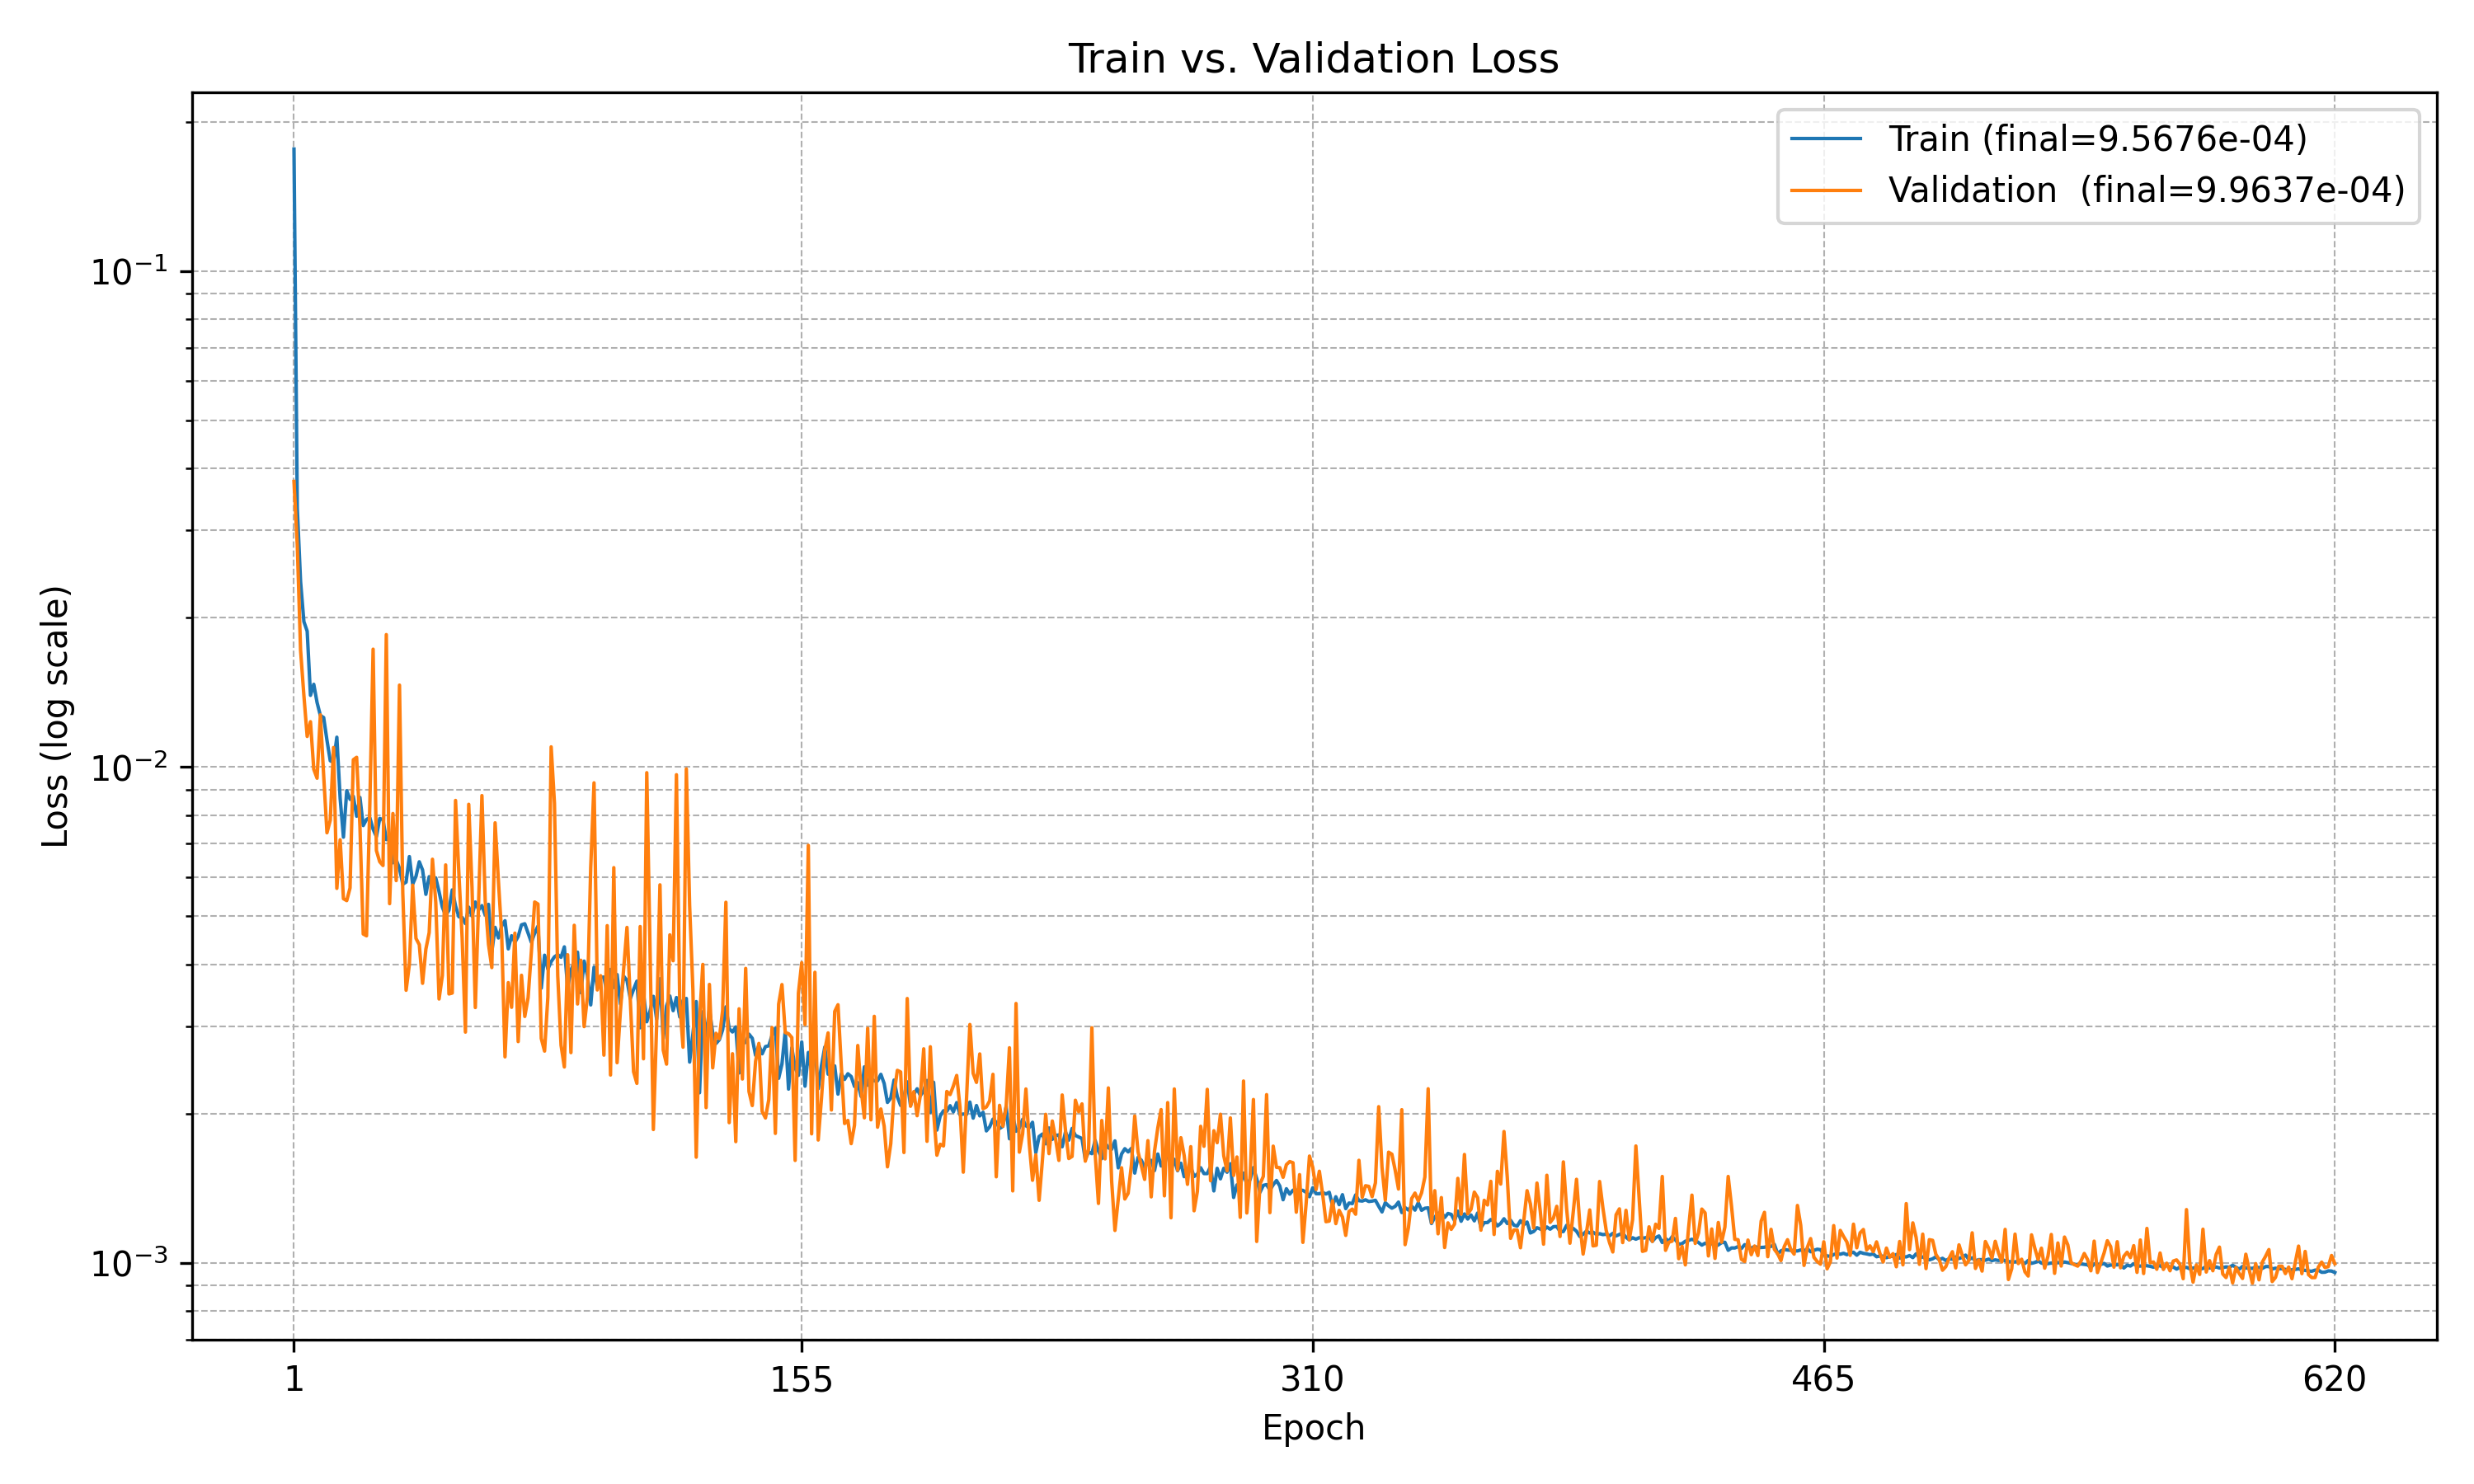 Train vs. Validation Loss
Train (final=9.5676e-04)
Validation  (final=9.9637e-04)
Loss (log scale)
10⁻¹
10⁻²
10⁻³
1 155 310 465 620
Epoch